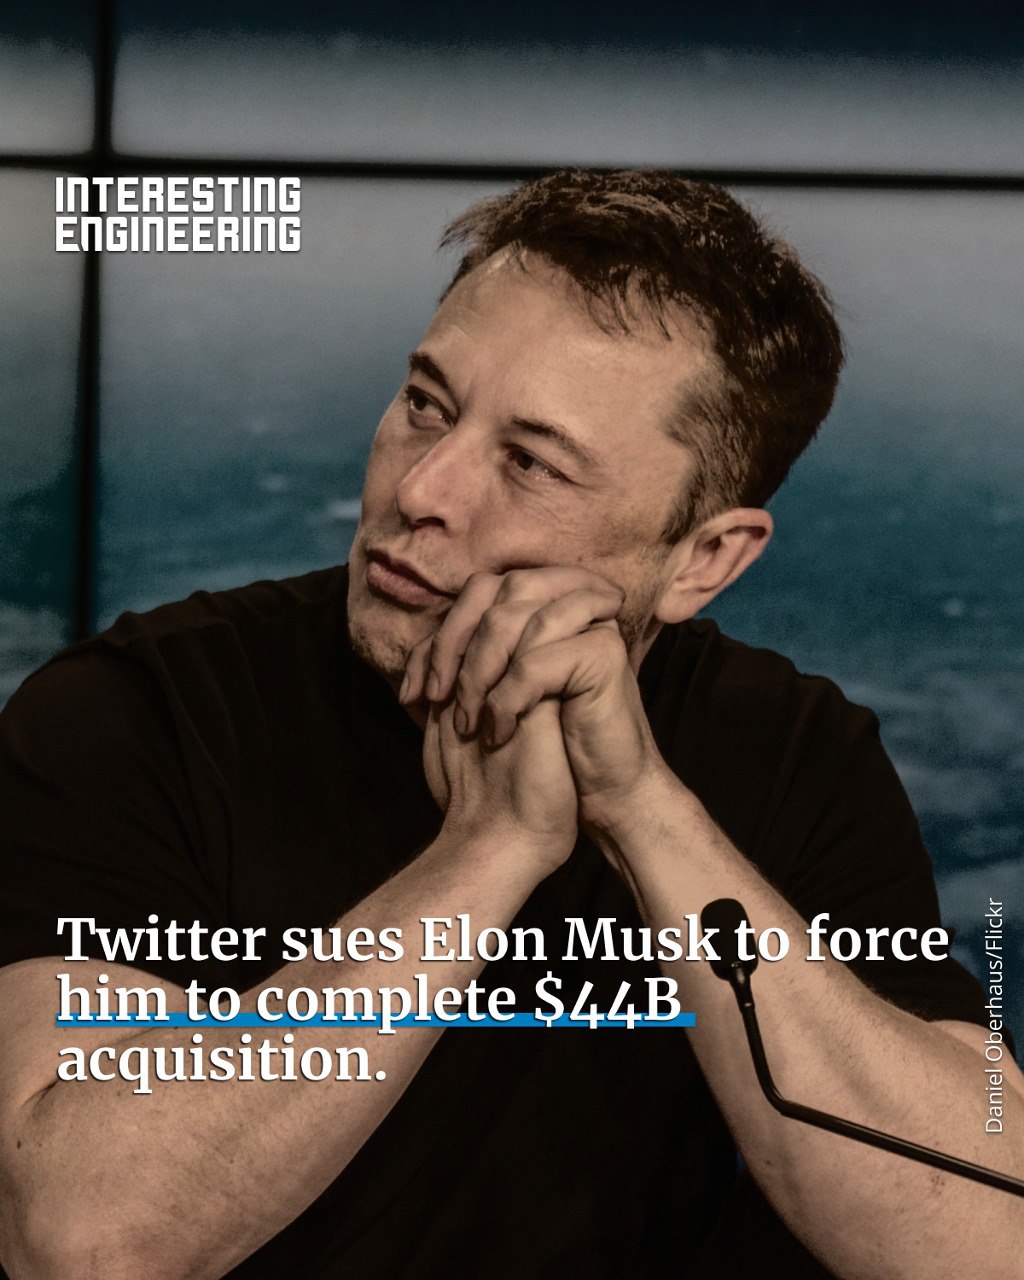 INTERESTING
ENGINEERING
Twitter sues Elon Musk to force
him to complete $44B
acquisition.
Daniel Oberhaus/Flickr